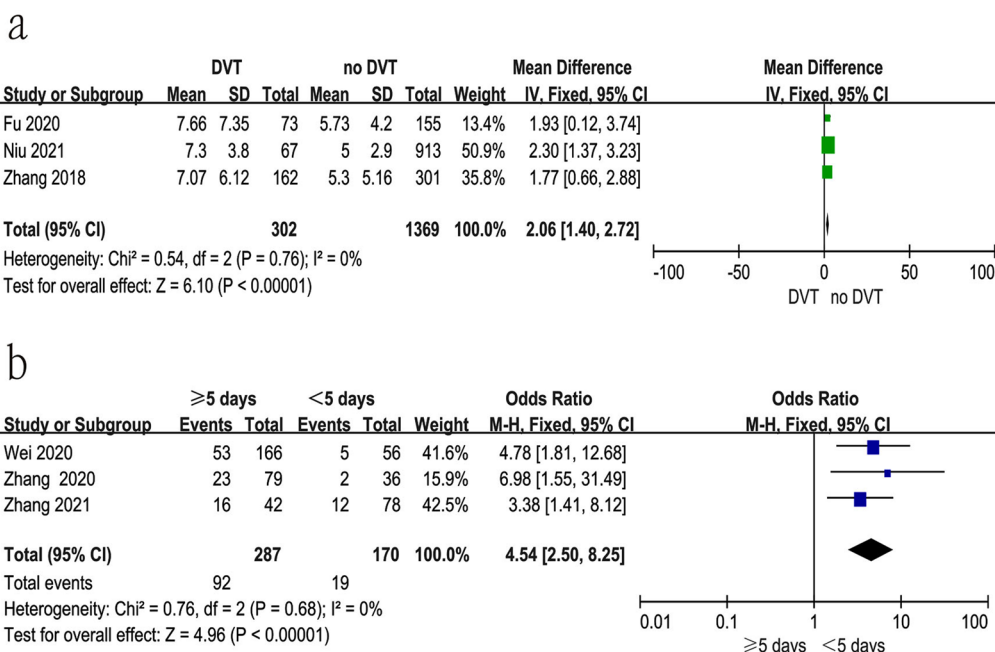 a
DVT no DVT Mean Difference Mean Difference
Study or Subgroup Mean SD Total Mean SD Total Weight IV, Fixed, 95% CI IV, Fixed, 95% CI
Fu 2020 7.66 7.35 73 5.73 4.2 155 13.4% 1.93 [0.12, 3.74]
Niu 2021 7.3 3.8 67 5 2.9 913 50.9% 2.30 [1.37, 3.23]
Zhang 2018 7.07 6.12 162 5.3 5.16 301 35.8% 1.77 [0.66, 2.88]
Total (95% CI) 302 1369 100.0% 2.06 [1.40, 2.72]
Heterogeneity: Chi² = 0.54, df = 2 (P = 0.76); I² = 0%
Test for overall effect: Z = 6.10 (P < 0.00001)
-100 -50 0 50 100
DVT no DVT
b
≥5 days <5 days Odds Ratio Odds Ratio
Study or Subgroup Events Total Events Total Weight M-H, Fixed, 95% CI M-H, Fixed, 95% CI
Wei 2020 53 166 5 56 41.6% 4.78 [1.81, 12.68]
Zhang 2020 23 79 2 36 15.9% 6.98 [1.55, 31.49]
Zhang 2021 16 42 12 78 42.5% 3.38 [1.41, 8.12]
Total (95% CI) 287 170 100.0% 4.54 [2.50, 8.25]
Total events 92 19
Heterogeneity: Chi² = 0.76, df = 2 (P = 0.68); I² = 0%
Test for overall effect: Z = 4.96 (P < 0.00001)
0.01 0.1 1 10 100
≥5 days <5 days